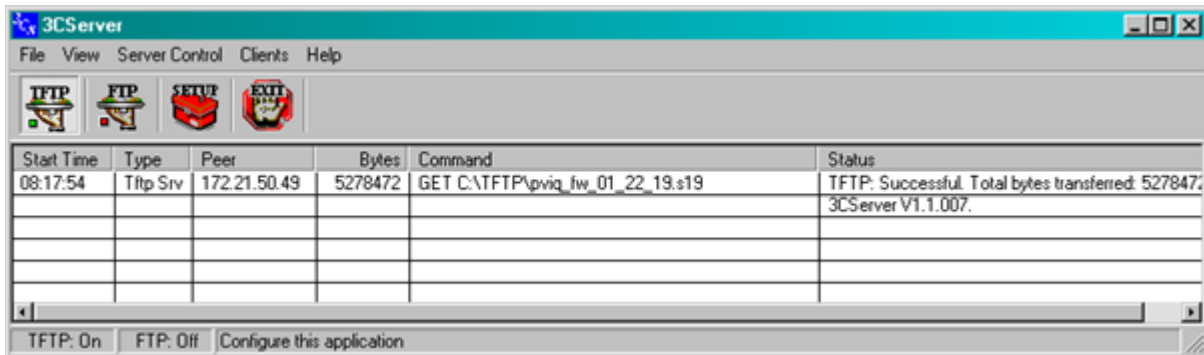 3CServer
File View Server Control Clients Help
TFTP FTP SETUP EXIT
Start Time Type Peer Bytes Command Status
08:17:54 Tftp Srv 172.21.50.49 5278472 GET C:\TFTP\pviq_fw_01_22_19.s19 TFTP: Successful. Total bytes transferred: 5278472
3CServer V1.1.007.
TFTP: On FTP: Off Configure this application